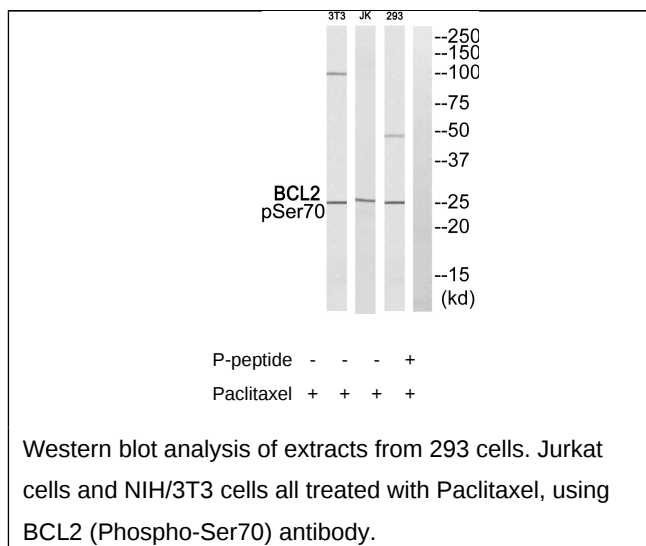 3T3 JK 293
--250
--150
--100
--75
--50
--37
BCL2
pSer70
--25
--20
--15
(kd)
P-peptide - - - +
Paclitaxel + + + +
Western blot analysis of extracts from 293 cells. Jurkat
cells and NIH/3T3 cells all treated with Paclitaxel, using
BCL2 (Phospho-Ser70) antibody.